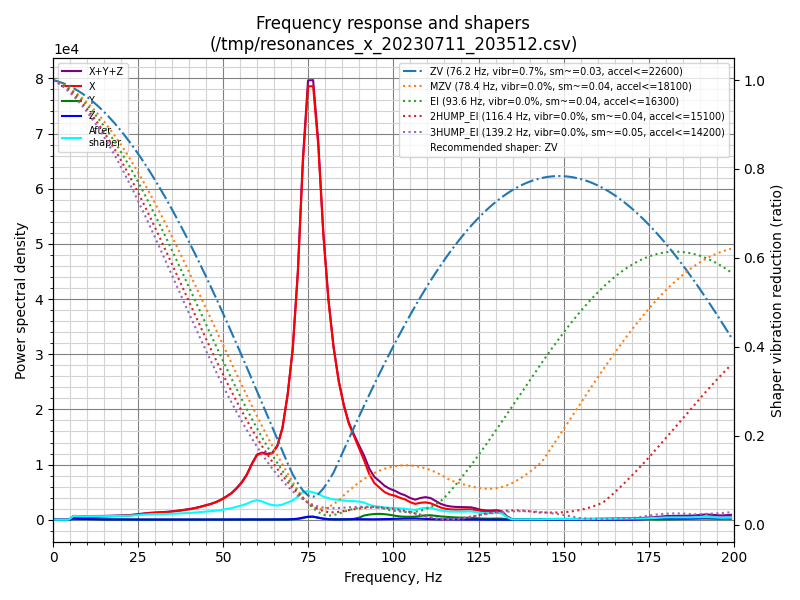 Frequency response and shapers
(/tmp/resonances_x_20230711_203512.csv)
1e4
X+Y+Z
X
Y
Z
After
shaper
ZV (76.2 Hz, vibr=0.7%, sm~=0.03, accel<=22600)
MZV (78.4 Hz, vibr=0.0%, sm~=0.04, accel<=18100)
EI (93.6 Hz, vibr=0.0%, sm~=0.04, accel<=16300)
2HUMP_EI (116.4 Hz, vibr=0.0%, sm~=0.04, accel<=15100)
3HUMP_EI (139.2 Hz, vibr=0.0%, sm~=0.05, accel<=14200)
Recommended shaper: ZV
8
7
6
5
4
3
2
1
0
Power spectral density
1.0
0.8
0.6
0.4
0.2
0.0
Shaper vibration reduction (ratio)
0 25 50 75 100 125 150 175 200
Frequency, Hz